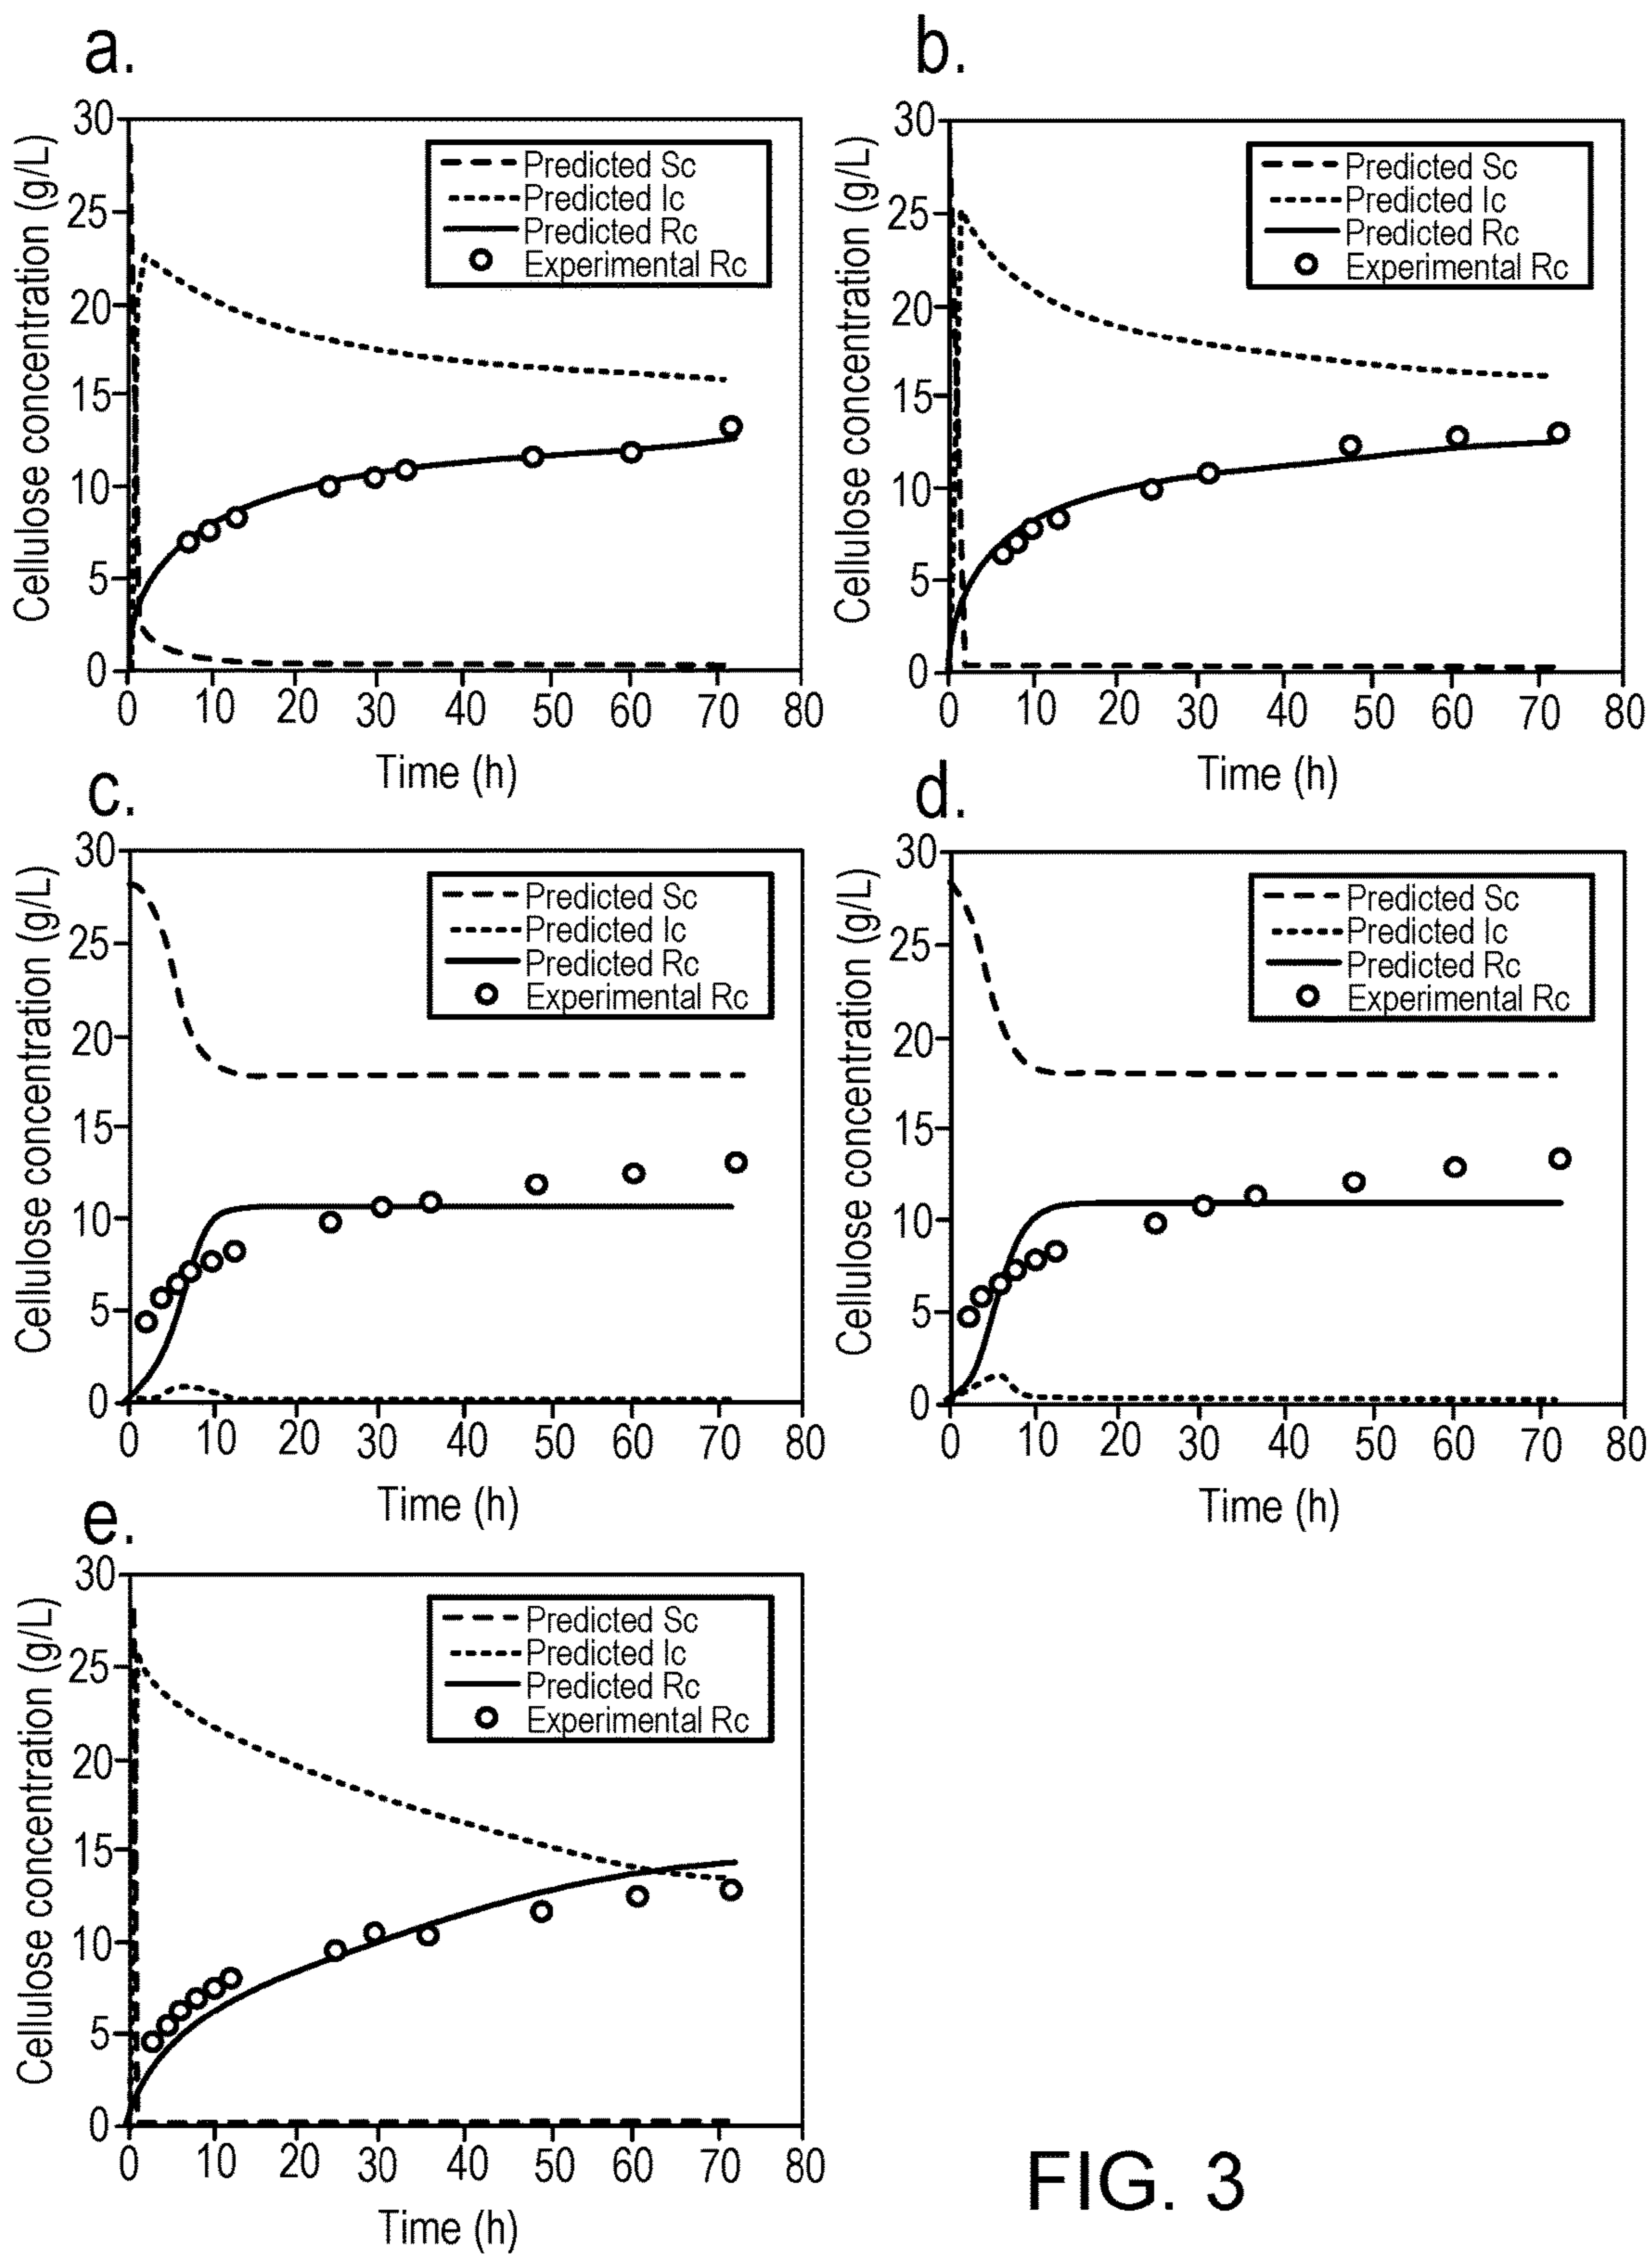 a.
Cellulose concentration (g/L)
30
25
20
15
10
5
0
Predicted Sc
Predicted Ic
Predicted Rc
Experimental Rc
0 10 20 30 40 50 60 70 80
Time (h)
b.
Cellulose concentration (g/L)
30
25
20
15
10
5
0
Predicted Sc
Predicted Ic
Predicted Rc
Experimental Rc
0 10 20 30 40 50 60 70 80
Time (h)
c.
Cellulose concentration (g/L)
30
25
20
15
10
5
0
Predicted Sc
Predicted Ic
Predicted Rc
Experimental Rc
0 10 20 30 40 50 60 70 80
Time (h)
d.
Cellulose concentration (g/L)
30
25
20
15
10
5
0
Predicted Sc
Predicted Ic
Predicted Rc
Experimental Rc
0 10 20 30 40 50 60 70 80
Time (h)
e.
Cellulose concentration (g/L)
30
25
20
15
10
5
0
Predicted Sc
Predicted Ic
Predicted Rc
Experimental Rc
0 10 20 30 40 50 60 70 80
Time (h)
FIG. 3